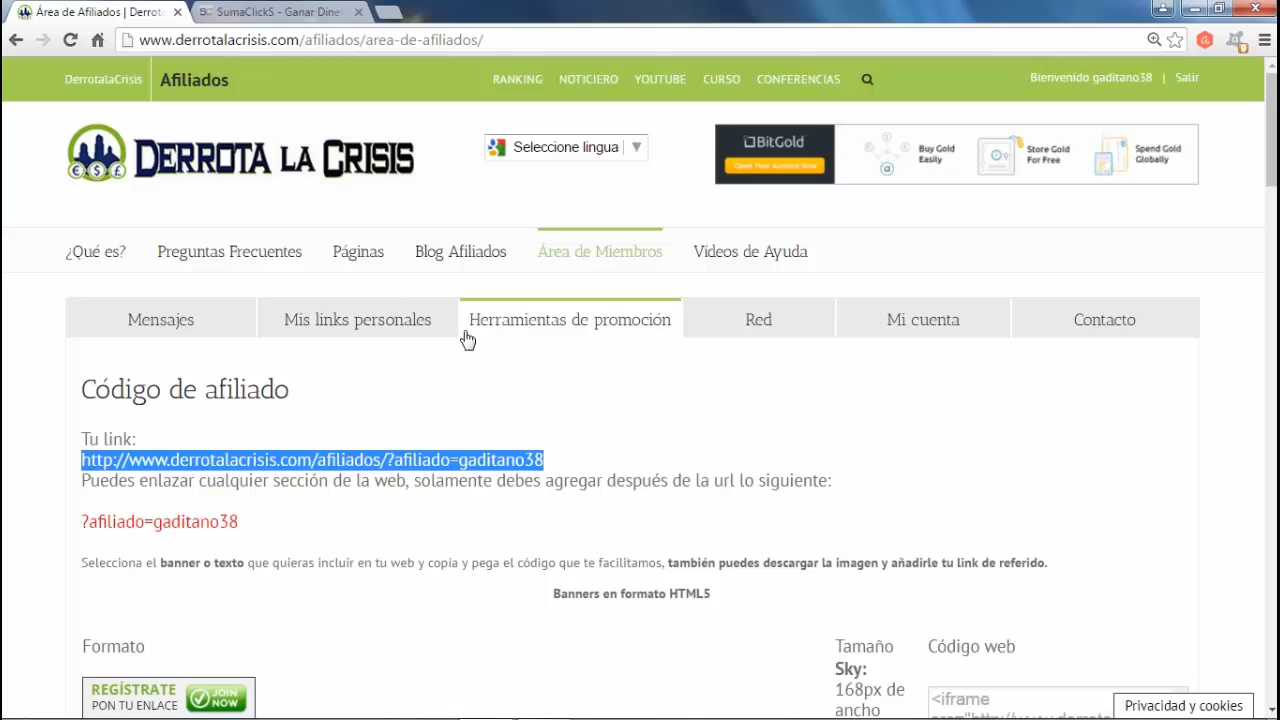 Área de Afiliados | Derrota
SumaClickS - Ganar Dine
www.derrotalacrisis.com/afiliados/area-de-afiliados/
DerrotalaCrisis
Afiliados
RANKING NOTICIERO YOUTUBE CURSO CONFERENCIAS
Bienvenido gaditano38 | Salir
DERROTA LA CRISIS
€ $ £
Seleccione lingua
BitGold
Open Your Account Now
Buy Gold
Easily
Store Gold
For Free
Spend Gold
Globally
¿Qué es? Preguntas Frecuentes Páginas Blog Afiliados Área de Miembros Vídeos de Ayuda
Mensajes Mis links personales Herramientas de promoción Red Mi cuenta Contacto
Código de afiliado
Tu link:
http://www.derrotalacrisis.com/afiliados/?afiliado=gaditano38
Puedes enlazar cualquier sección de la web, solamente debes agregar después de la url lo siguiente:
?afiliado=gaditano38
Selecciona el banner o texto que quieras incluir en tu web y copia y pega el código que te facilitamos, también puedes descargar la imagen y añadirle tu link de referido.
Banners en formato HTML5
Formato Tamaño Código web
REGÍSTRATE
PON TU ENLACE
JOIN
NOW
Sky:
168px de
ancho
<iframe
Privacidad y cookies